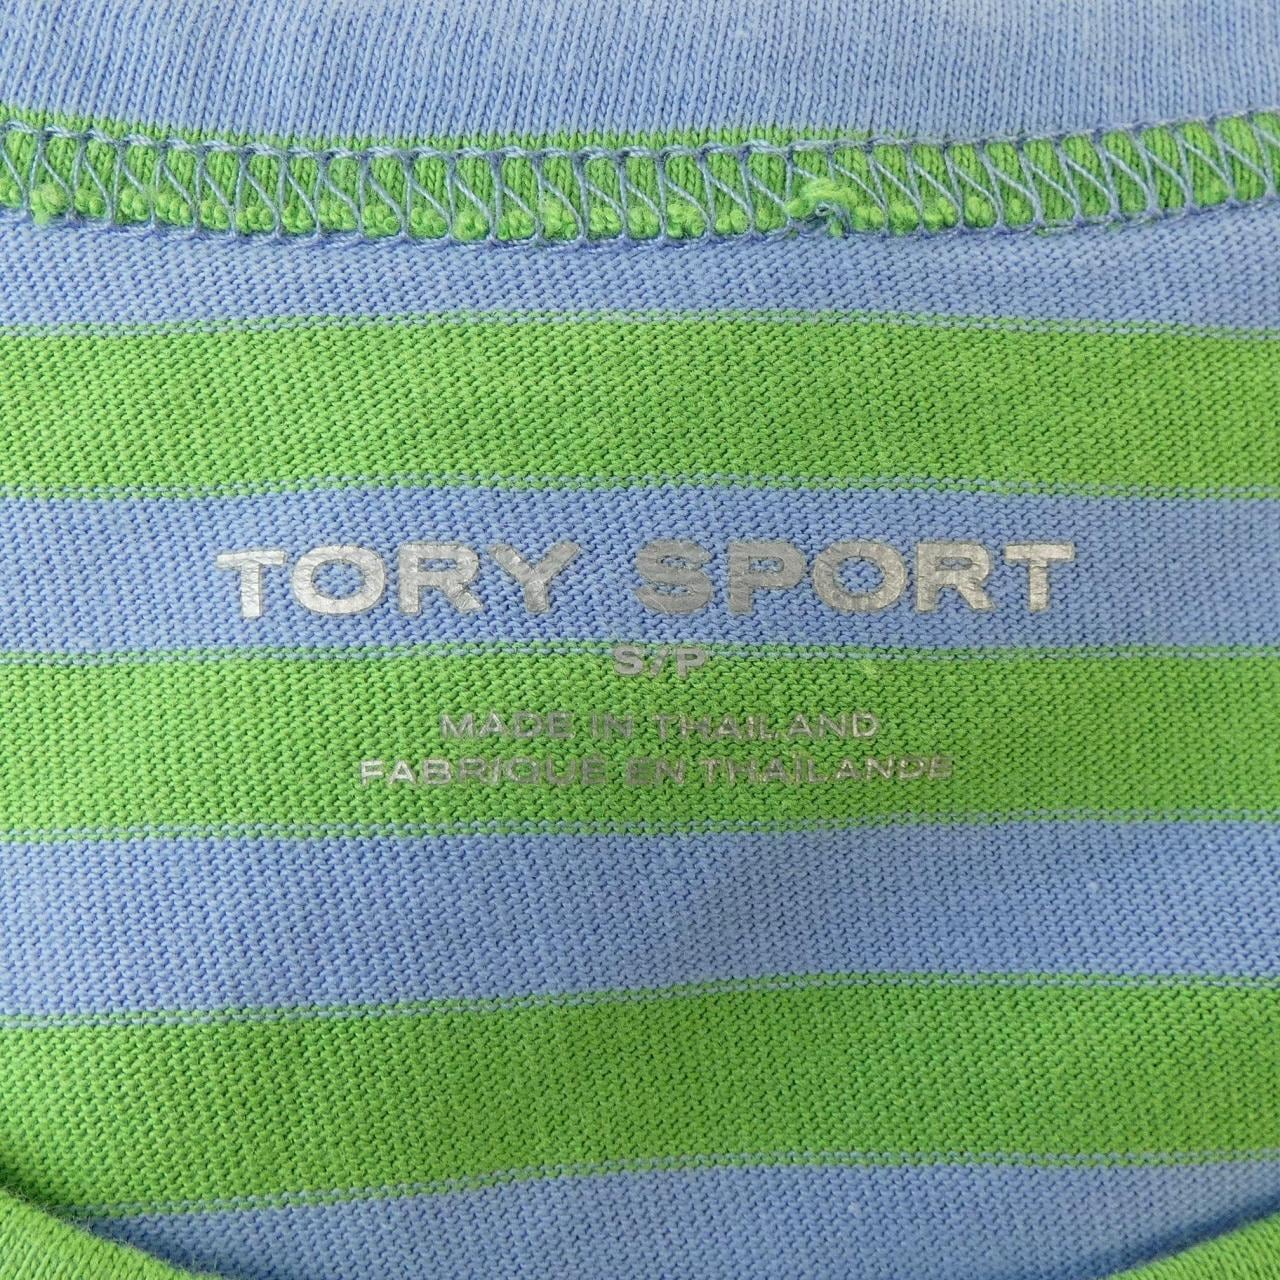 TORY SPORT
S/P
MADE IN THAILAND
FABRIQUE EN THAÏLANDE